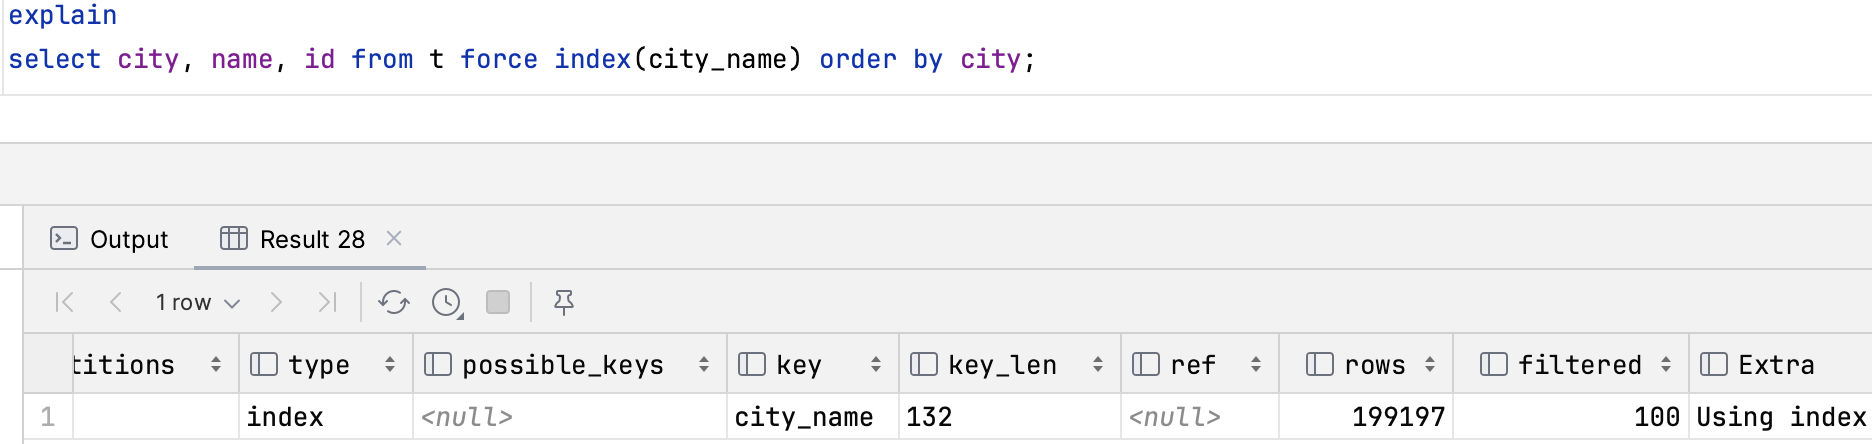 explain
select city, name, id from t force index(city_name) order by city;
Output Result 28
1 row
titions type possible_keys key key_len ref rows filtered Extra
1 index <null> city_name 132 <null> 199197 100 Using index